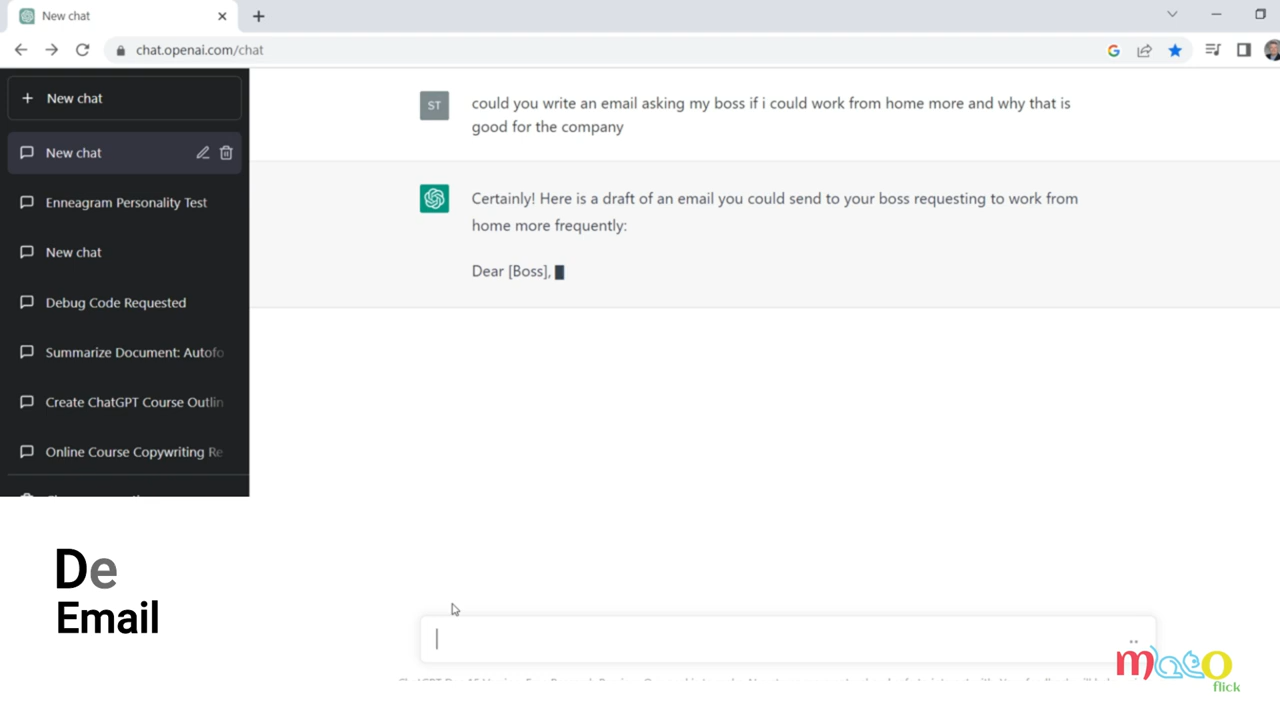 New chat
chat.openai.com/chat
New chat
New chat
Enneagram Personality Test
New chat
Debug Code Requested
Summarize Document: Autofo
Create ChatGPT Course Outlin
Online Course Copywriting Re
ST
could you write an email asking my boss if i could work from home more and why that is
good for the company
Certainly! Here is a draft of an email you could send to your boss requesting to work from
home more frequently:
Dear [Boss],
De
Email
maco
flick